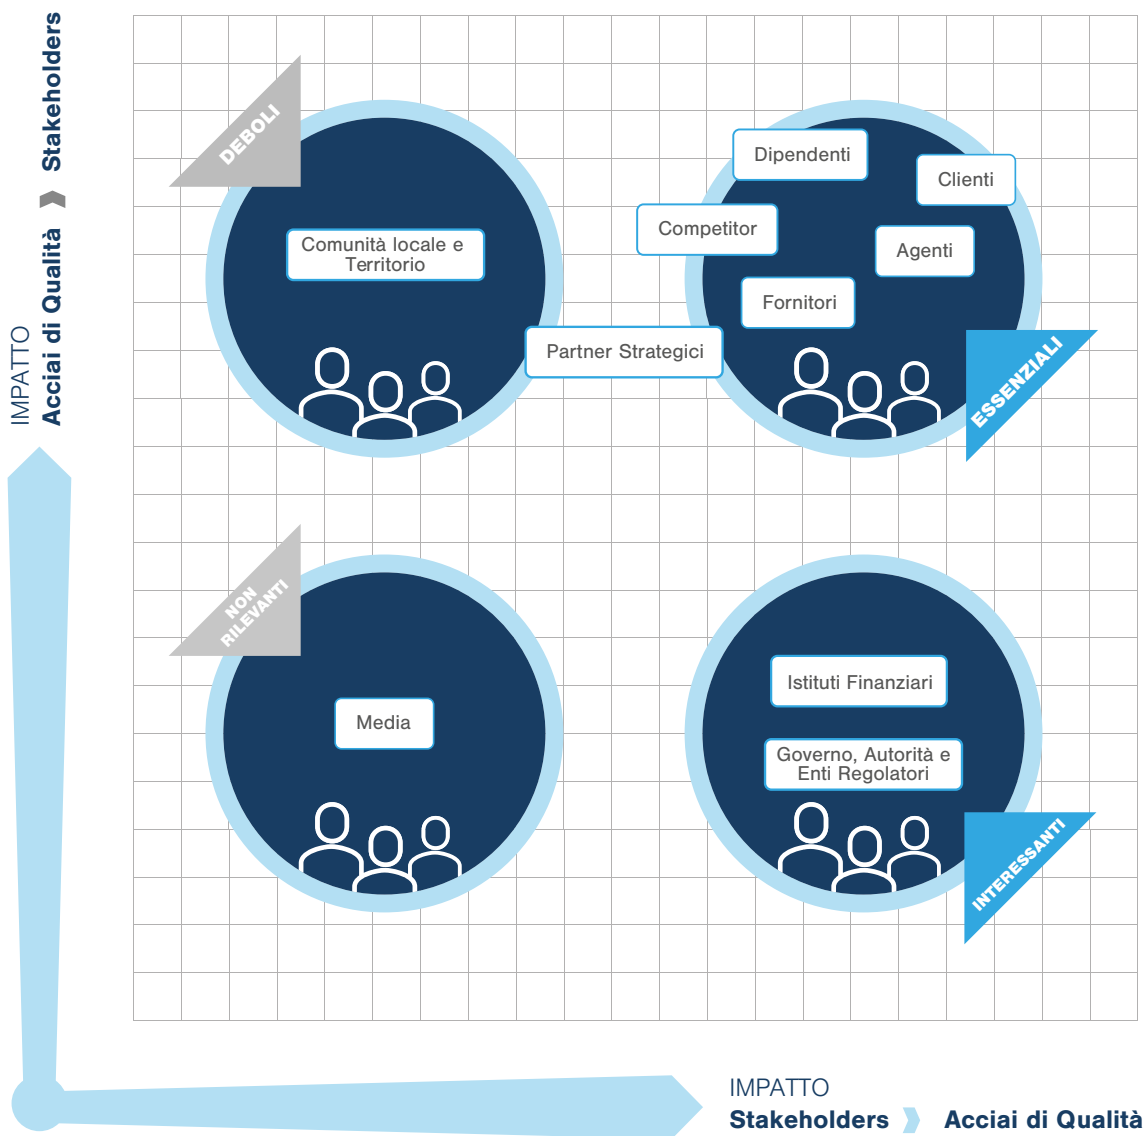 IMPATTO
Acciai di Qualità Stakeholders
DEBOLI
Comunità locale e
Territorio
Dipendenti
Clienti
Competitor
Agenti
Fornitori
Partner Strategici
ESSENZIALI
NON
RILEVANTI
Media
Istituti Finanziari
Governo, Autorità e
Enti Regolatori
INTERESSANTI
IMPATTO
Stakeholders Acciai di Qualità